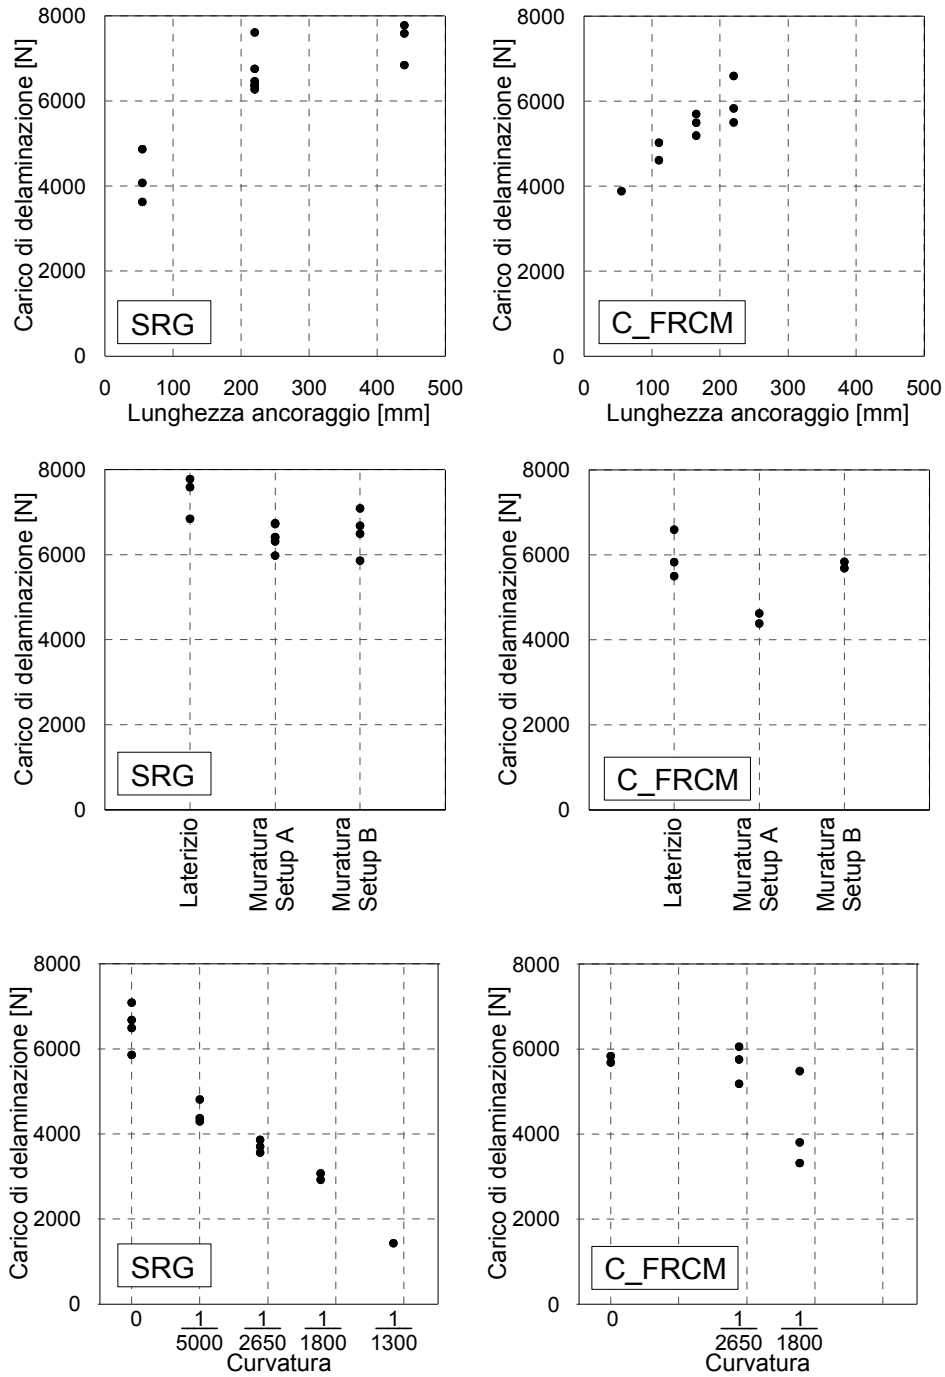 8000
6000
4000
2000
0
Carico di delaminazione [N]
SRG
0 100 200 300 400 500
Lunghezza ancoraggio [mm]
8000
6000
4000
2000
0
Carico di delaminazione [N]
C_FRCM
0 100 200 300 400 500
Lunghezza ancoraggio [mm]
8000
6000
4000
2000
0
Carico di delaminazione [N]
SRG
Laterizio
Muratura
Setup A
Muratura
Setup B
8000
6000
4000
2000
0
Carico di delaminazione [N]
C_FRCM
Laterizio
Muratura
Setup A
Muratura
Setup B
8000
6000
4000
2000
0
Carico di delaminazione [N]
SRG
0 1 1 1 1
5000 2650 1800 1300
Curvatura
8000
6000
4000
2000
0
Carico di delaminazione [N]
C_FRCM
0 1 1
2650 1800
Curvatura